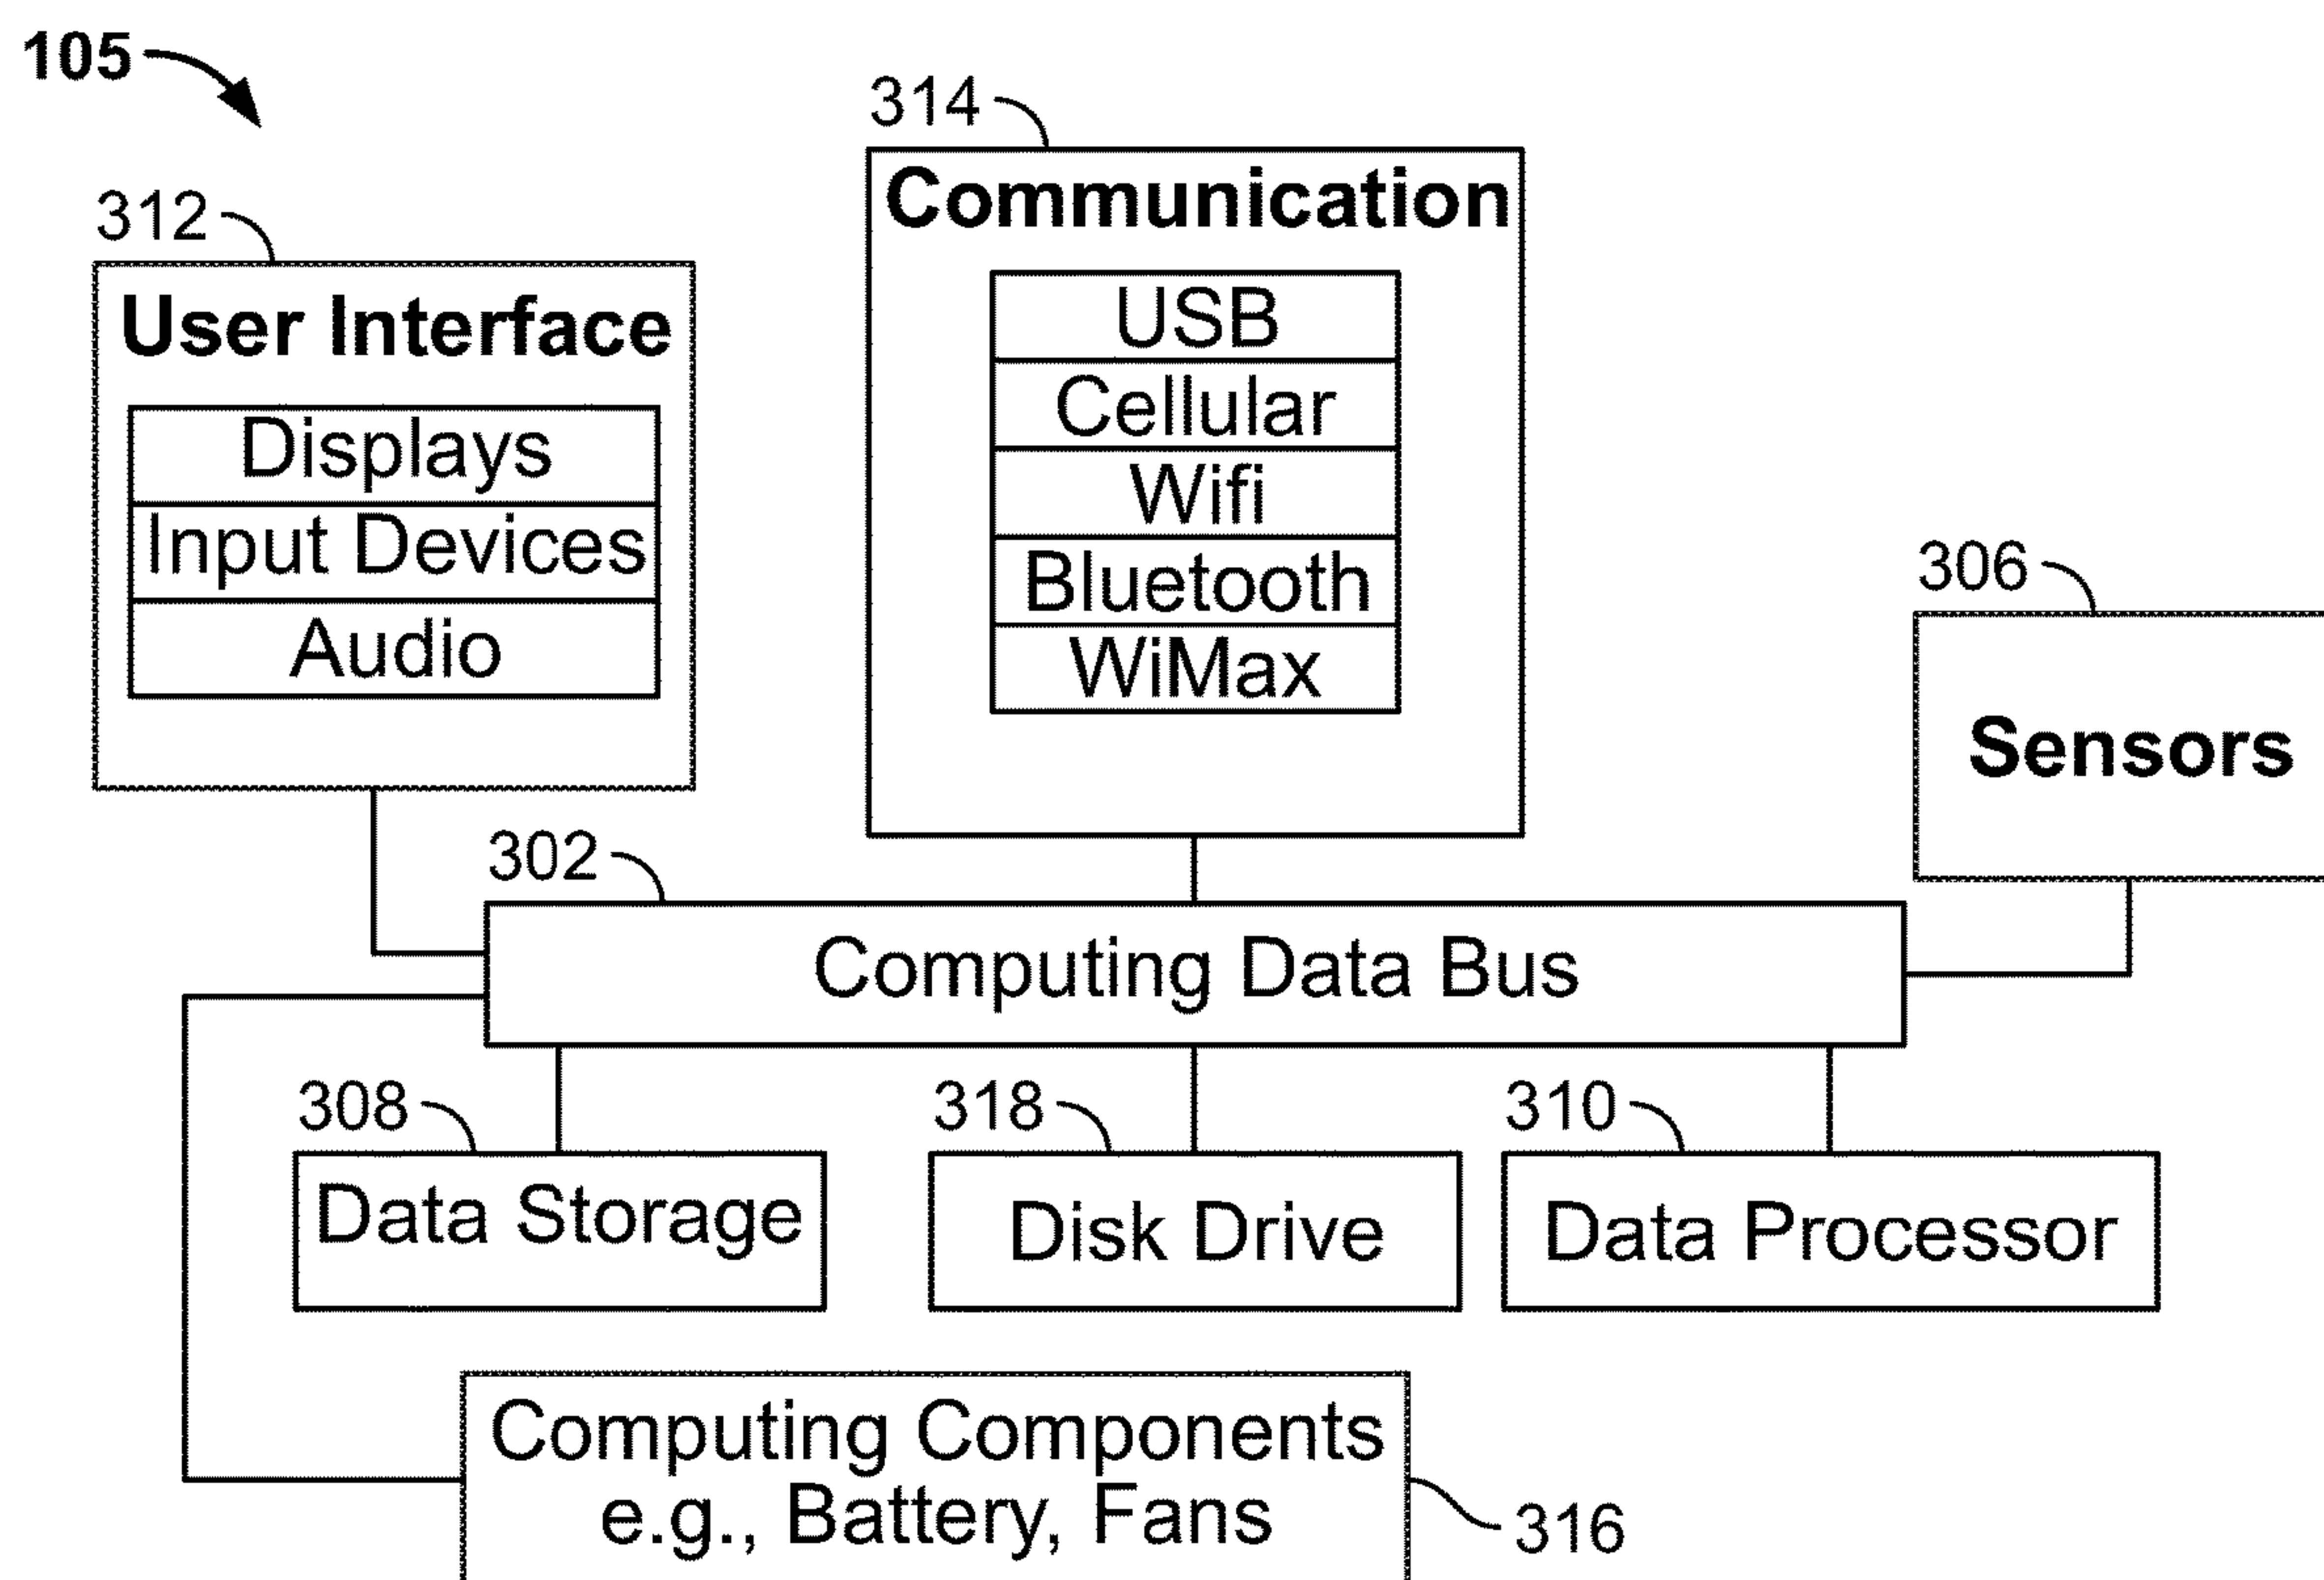 105
314
Communication
312
User Interface
USB
Cellular
Wifi
Bluetooth
WiMax
Displays
Input Devices
Audio
306
Sensors
302
Computing Data Bus
308
318
310
Data Storage
Disk Drive
Data Processor
Computing Components
e.g., Battery, Fans
316